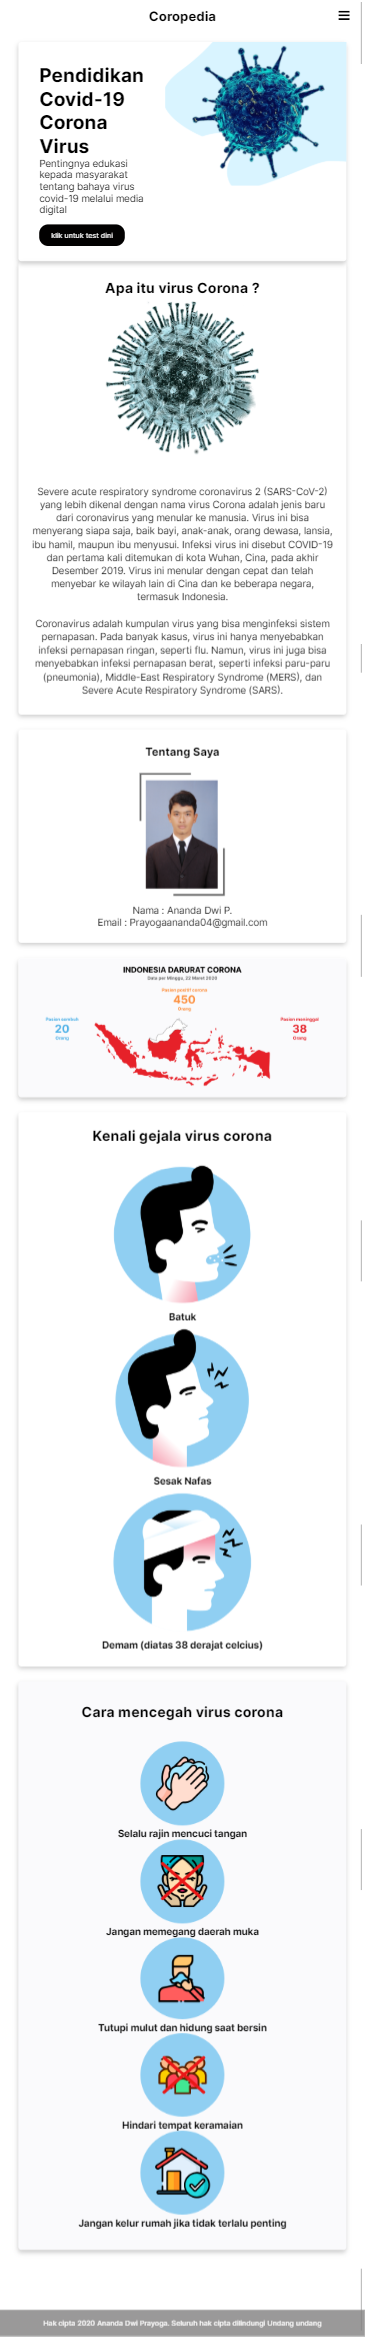 Coropedia
Pendidikan
Covid-19
Corona
Virus
Pentingnya edukasi
kepada masyarakat
tentang bahaya virus
covid-19 melalui media
digital
klik untuk test dini
Apa itu virus Corona ?
Severe acute respiratory syndrome coronavirus 2 (SARS-CoV-2)
yang lebih dikenal dengan nama virus Corona adalah jenis baru
dari coronavirus yang menular ke manusia. Virus ini bisa
menyerang siapa saja, baik bayi, anak-anak, orang dewasa, lansia,
ibu hamil, maupun ibu menyusui. Infeksi virus ini disebut COVID-19
dan pertama kali ditemukan di kota Wuhan, Cina, pada akhir
Desember 2019. Virus ini menular dengan cepat dan telah
menyebar ke wilayah lain di Cina dan ke beberapa negara,
termasuk Indonesia.
Coronavirus adalah kumpulan virus yang bisa menginfeksi sistem
pernapasan. Pada banyak kasus, virus ini hanya menyebabkan
infeksi pernapasan ringan, seperti flu. Namun, virus ini juga bisa
menyebabkan infeksi pernapasan berat, seperti infeksi paru-paru
(pneumonia), Middle-East Respiratory Syndrome (MERS), dan
Severe Acute Respiratory Syndrome (SARS).
Tentang Saya
Nama : Ananda Dwi P.
Email : Prayogaananda04@gmail.com
INDONESIA DARURAT CORONA
Data per Minggu, 22 Maret 2020
Pasien positif corona
450
Orang
Pasien sembuh
20
Orang
Pasien meninggal
38
Orang
Kenali gejala virus corona
Batuk
Sesak Nafas
Demam (diatas 38 derajat celcius)
Cara mencegah virus corona
Selalu rajin mencuci tangan
Jangan memegang daerah muka
Tutupi mulut dan hidung saat bersin
Hindari tempat keramaian
Jangan kelur rumah jika tidak terlalu penting
Hak cipta 2020 Ananda Dwi Prayoga. Seluruh hak cipta dilindungi Undang undang